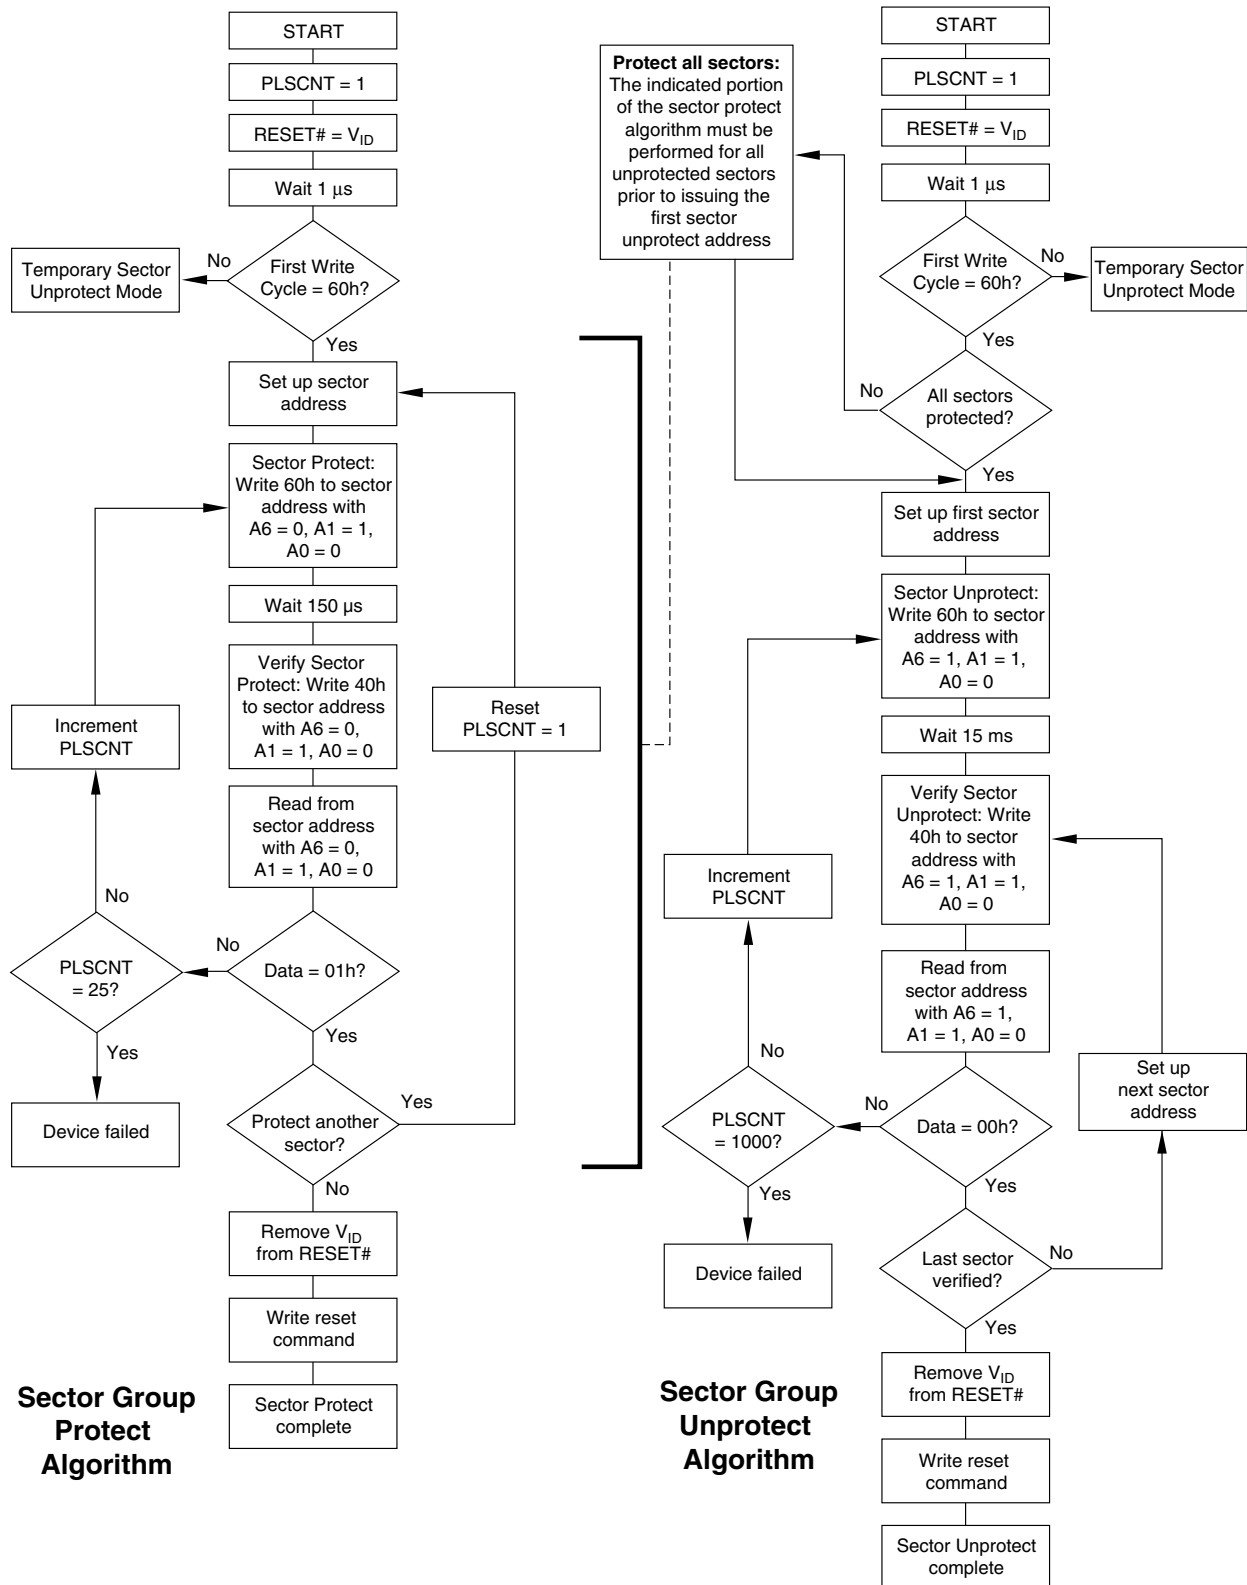 START
PLSCNT = 1
RESET# = VID
Wait 1 μs
First Write
Cycle = 60h?
No
Temporary Sector
Unprotect Mode
Yes
Set up sector
address
Sector Protect:
Write 60h to sector
address with
A6 = 0, A1 = 1,
A0 = 0
Wait 150 µs
Verify Sector
Protect: Write 40h
to sector address
with A6 = 0,
A1 = 1, A0 = 0
Reset
PLSCNT = 1
Increment
PLSCNT
Read from
sector address
with A6 = 0,
A1 = 1, A0 = 0
No
PLSCNT
= 25?
No
Data = 01h?
Yes
Yes
Device failed
Protect another
sector?
Yes
No
Remove VID
from RESET#
Write reset
command
Sector Protect
complete
Sector Group
Protect
Algorithm
Protect all sectors:
The indicated portion
of the sector protect
algorithm must be
performed for all
unprotected sectors
prior to issuing the
first sector
unprotect address
START
PLSCNT = 1
RESET# = VID
Wait 1 μs
First Write
Cycle = 60h?
No
Temporary Sector
Unprotect Mode
Yes
No
All sectors
protected?
Yes
Set up first sector
address
Sector Unprotect:
Write 60h to sector
address with
A6 = 1, A1 = 1,
A0 = 0
Wait 15 ms
Verify Sector
Unprotect: Write
40h to sector
address with
A6 = 1, A1 = 1,
A0 = 0
Increment
PLSCNT
Read from
sector address
with A6 = 1,
A1 = 1, A0 = 0
No
Set up
next sector
address
PLSCNT
= 1000?
No
Data = 00h?
Yes
Yes
Device failed
Last sector
verified?
No
Yes
Remove VID
from RESET#
Write reset
command
Sector Unprotect
complete
Sector Group
Unprotect
Algorithm